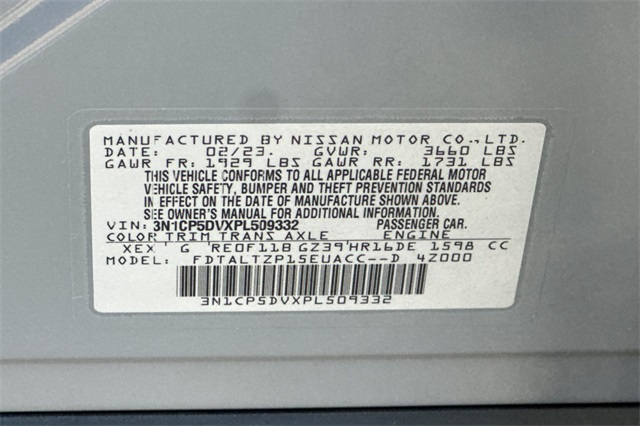 MANUFACTURED BY NISSAN MOTOR CO.,LTD.
DATE: 02/23. GVWR: 3660 LBS
GAWR FR: 1929 LBS GAWR RR: 1731 LBS
THIS VEHICLE CONFORMS TO ALL APPLICABLE FEDERAL MOTOR
VEHICLE SAFETY, BUMPER AND THEFT PREVENTION STANDARDS
IN EFFECT ON THE DATE OF MANUFACTURE SHOWN ABOVE.
SEE OWNER'S MANUAL FOR ADDITIONAL INFORMATION.
VIN: 3N1CP5DVXPL509332 PASSENGER CAR.
COLOR TRIM TRANS AXLE ENGINE
XEX G RE0F11B GZ39'HR16DE 1598 CC
MODEL: FDTALTZP15EUACC--D 4Z000
3N1CP5DVXPL509332